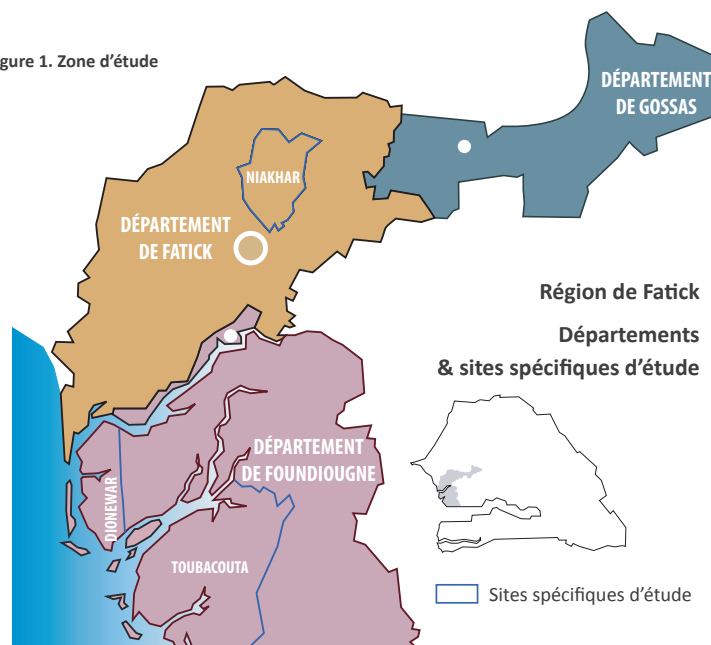 gure 1. Zone d'étude
DÉPARTEMENT
DE GOSSAS
NIAKHAR
DÉPARTEMENT
DE FATICK
Région de Fatick
Départements
& sites spécifiques d'étude
DÉPARTEMENT
DE FOUNDIOUGNE
DIONEWAR
TOUBACOUTA
Sites spécifiques d'étude